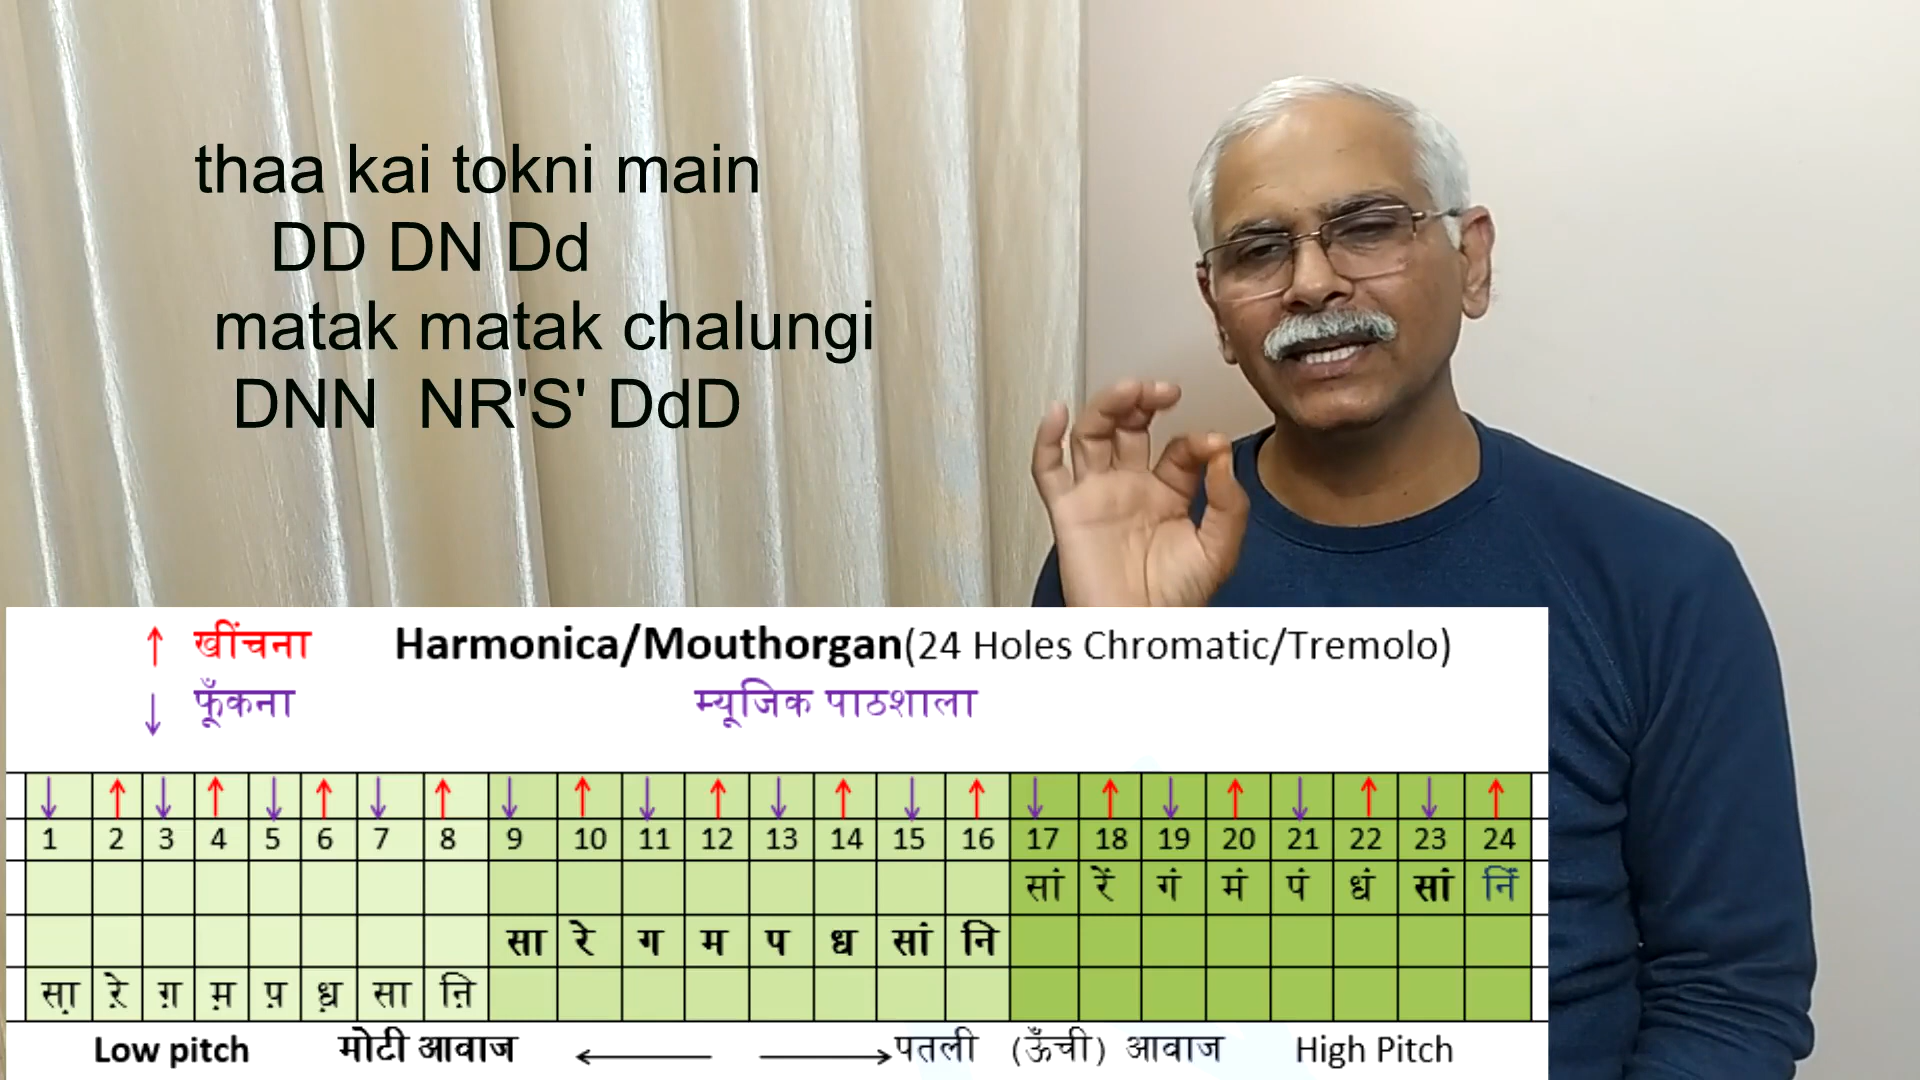 thaa kai tokni main
DD DN Dd
matak matak chalungi
DNN NR'S' DdD
↑ खींचना Harmonica/Mouthorgan(24 Holes Chromatic/Tremolo)
↓ फूँकना म्यूजिक पाठशाला
↓ ↑ ↓ ↑ ↓ ↑ ↓ ↑ ↓ ↑ ↓ ↑ ↓ ↑ ↓ ↑ ↓ ↑ ↓ ↑ ↓ ↑ ↓ ↑
1 2 3 4 5 6 7 8 9 10 11 12 13 14 15 16 17 18 19 20 21 22 23 24
सां रें गं मं पं धं सां निं
सा रे ग म प ध सां नि
सा़ रे़ ग़ म़ प़ ध़ सा नि़
Low pitch मोटी आवाज ← → पतली (ऊँची) आवाज High Pitch